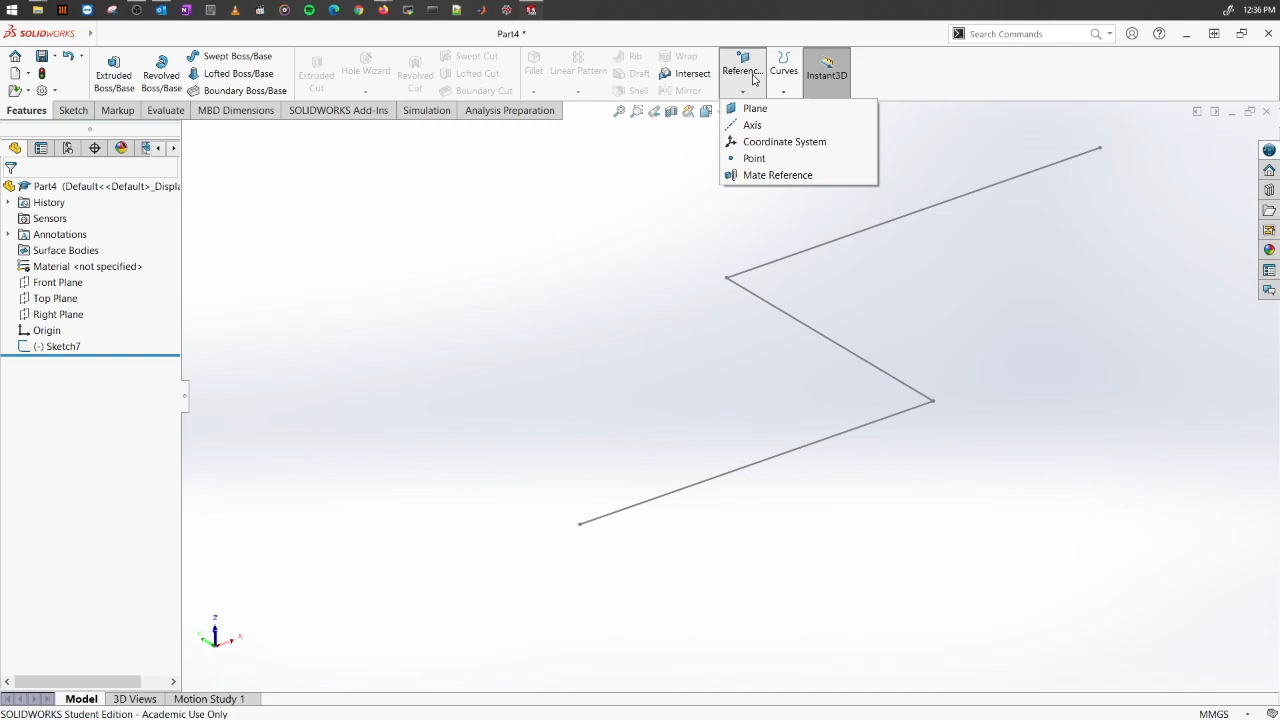 12:36 PM
SOLIDWORKS
Part4 *
Search Commands
Extruded Boss/Base
Revolved Boss/Base
Swept Boss/Base
Lofted Boss/Base
Boundary Boss/Base
Extruded Cut
Hole Wizard
Revolved Cut
Swept Cut
Lofted Cut
Boundary Cut
Fillet
Linear Pattern
Rib
Draft
Shell
Wrap
Intersect
Mirror
Referenc...
Curves
Instant3D
Features
Sketch
Markup
Evaluate
MBD Dimensions
SOLIDWORKS Add-Ins
Simulation
Analysis Preparation
Plane
Axis
Coordinate System
Point
Mate Reference
Part4 (Default<<Default>_Displa
History
Sensors
Annotations
Surface Bodies
Material <not specified>
Front Plane
Top Plane
Right Plane
Origin
(-) Sketch7
Z
Y
X
Model
3D Views
Motion Study 1
SOLIDWORKS Student Edition - Academic Use Only
MMGS